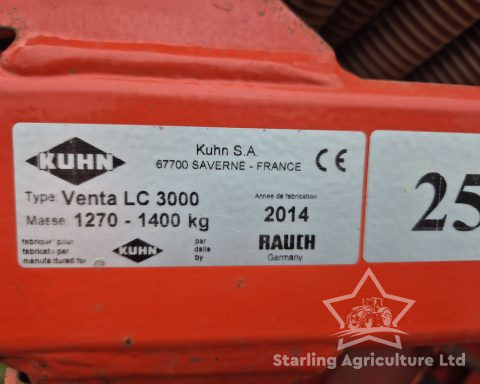 KUHN
Kuhn S.A.
67700 SAVERNE - FRANCE
CE
Type: Venta LC 3000
Masse: 1270 - 1400 kg
Année de fabrication
2014
fabriqué pour
fabricato per
manufactured for
KUHN
par
dalla
by
RAUCH
Germany
25
Starling Agriculture Ltd